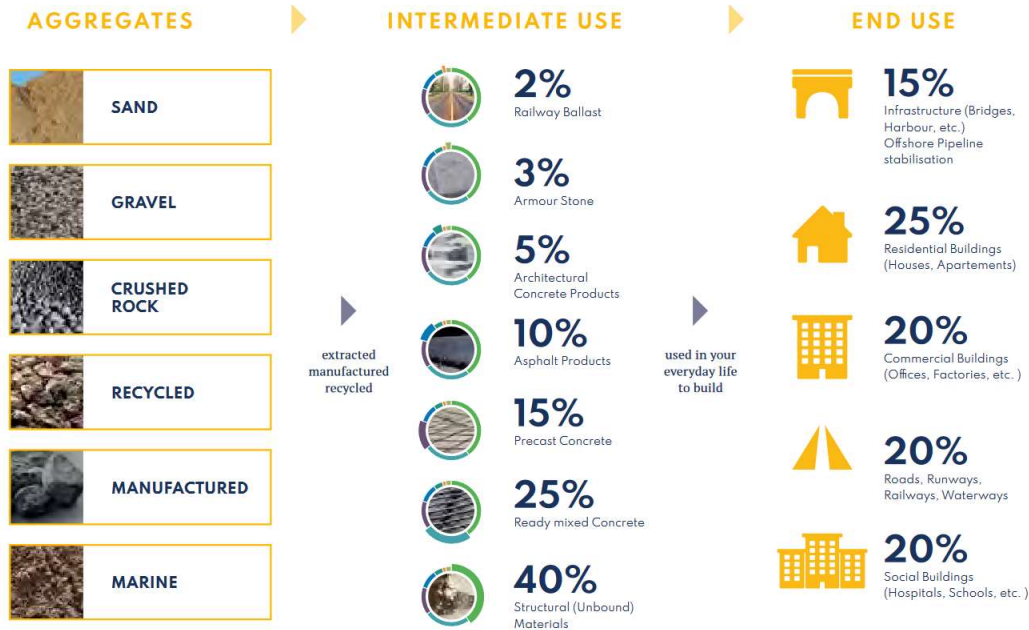 AGGREGATES
INTERMEDIATE USE
END USE
SAND
GRAVEL
CRUSHED
ROCK
RECYCLED
MANUFACTURED
MARINE
extracted
manufactured
recycled
2%
Railway Ballast
3%
Armour Stone
5%
Architectural
Concrete Products
10%
Asphalt Products
15%
Precast Concrete
25%
Ready mixed Concrete
40%
Structural (Unbound)
Materials
used in your
everyday life
to build
15%
Infrastructure (Bridges,
Harbour, etc.)
Offshore Pipeline
stabilisation
25%
Residential Buildings
(Houses, Apartements)
20%
Commercial Buildings
(Offices, Factories, etc. )
20%
Roads, Runways,
Railways, Waterways
20%
Social Buildings
(Hospitals, Schools, etc. )